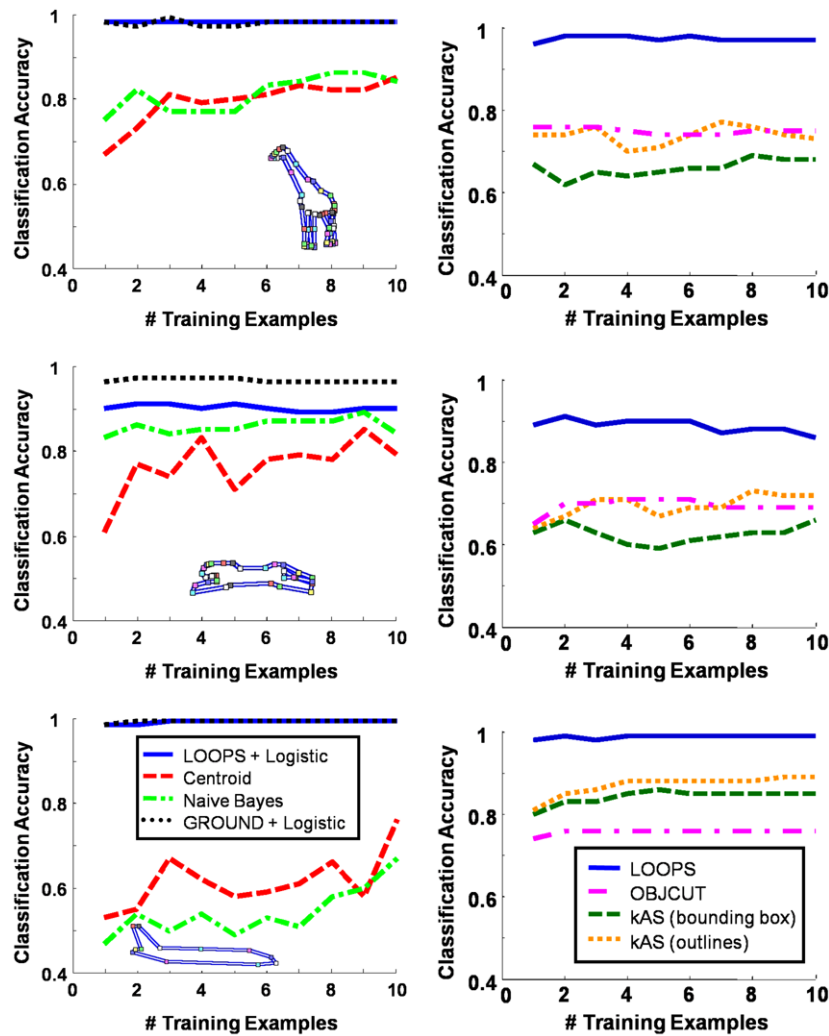 Classification Accuracy
1
0.8
0.6
0.4
0 2 4 6 8 10
# Training Examples
Classification Accuracy
1
0.8
0.6
0.4
0 2 4 6 8 10
# Training Examples
Classification Accuracy
1
0.8
0.6
0.4
0 2 4 6 8 10
# Training Examples
Classification Accuracy
1
0.8
0.6
0.4
0 2 4 6 8 10
# Training Examples
Classification Accuracy
1
0.8
0.6
0.4
LOOPS + Logistic
Centroid
Naive Bayes
GROUND + Logistic
0 2 4 6 8 10
# Training Examples
Classification Accuracy
1
0.8
0.6
0.4
LOOPS
OBJCUT
kAS (bounding box)
kAS (outlines)
0 2 4 6 8 10
# Training Examples